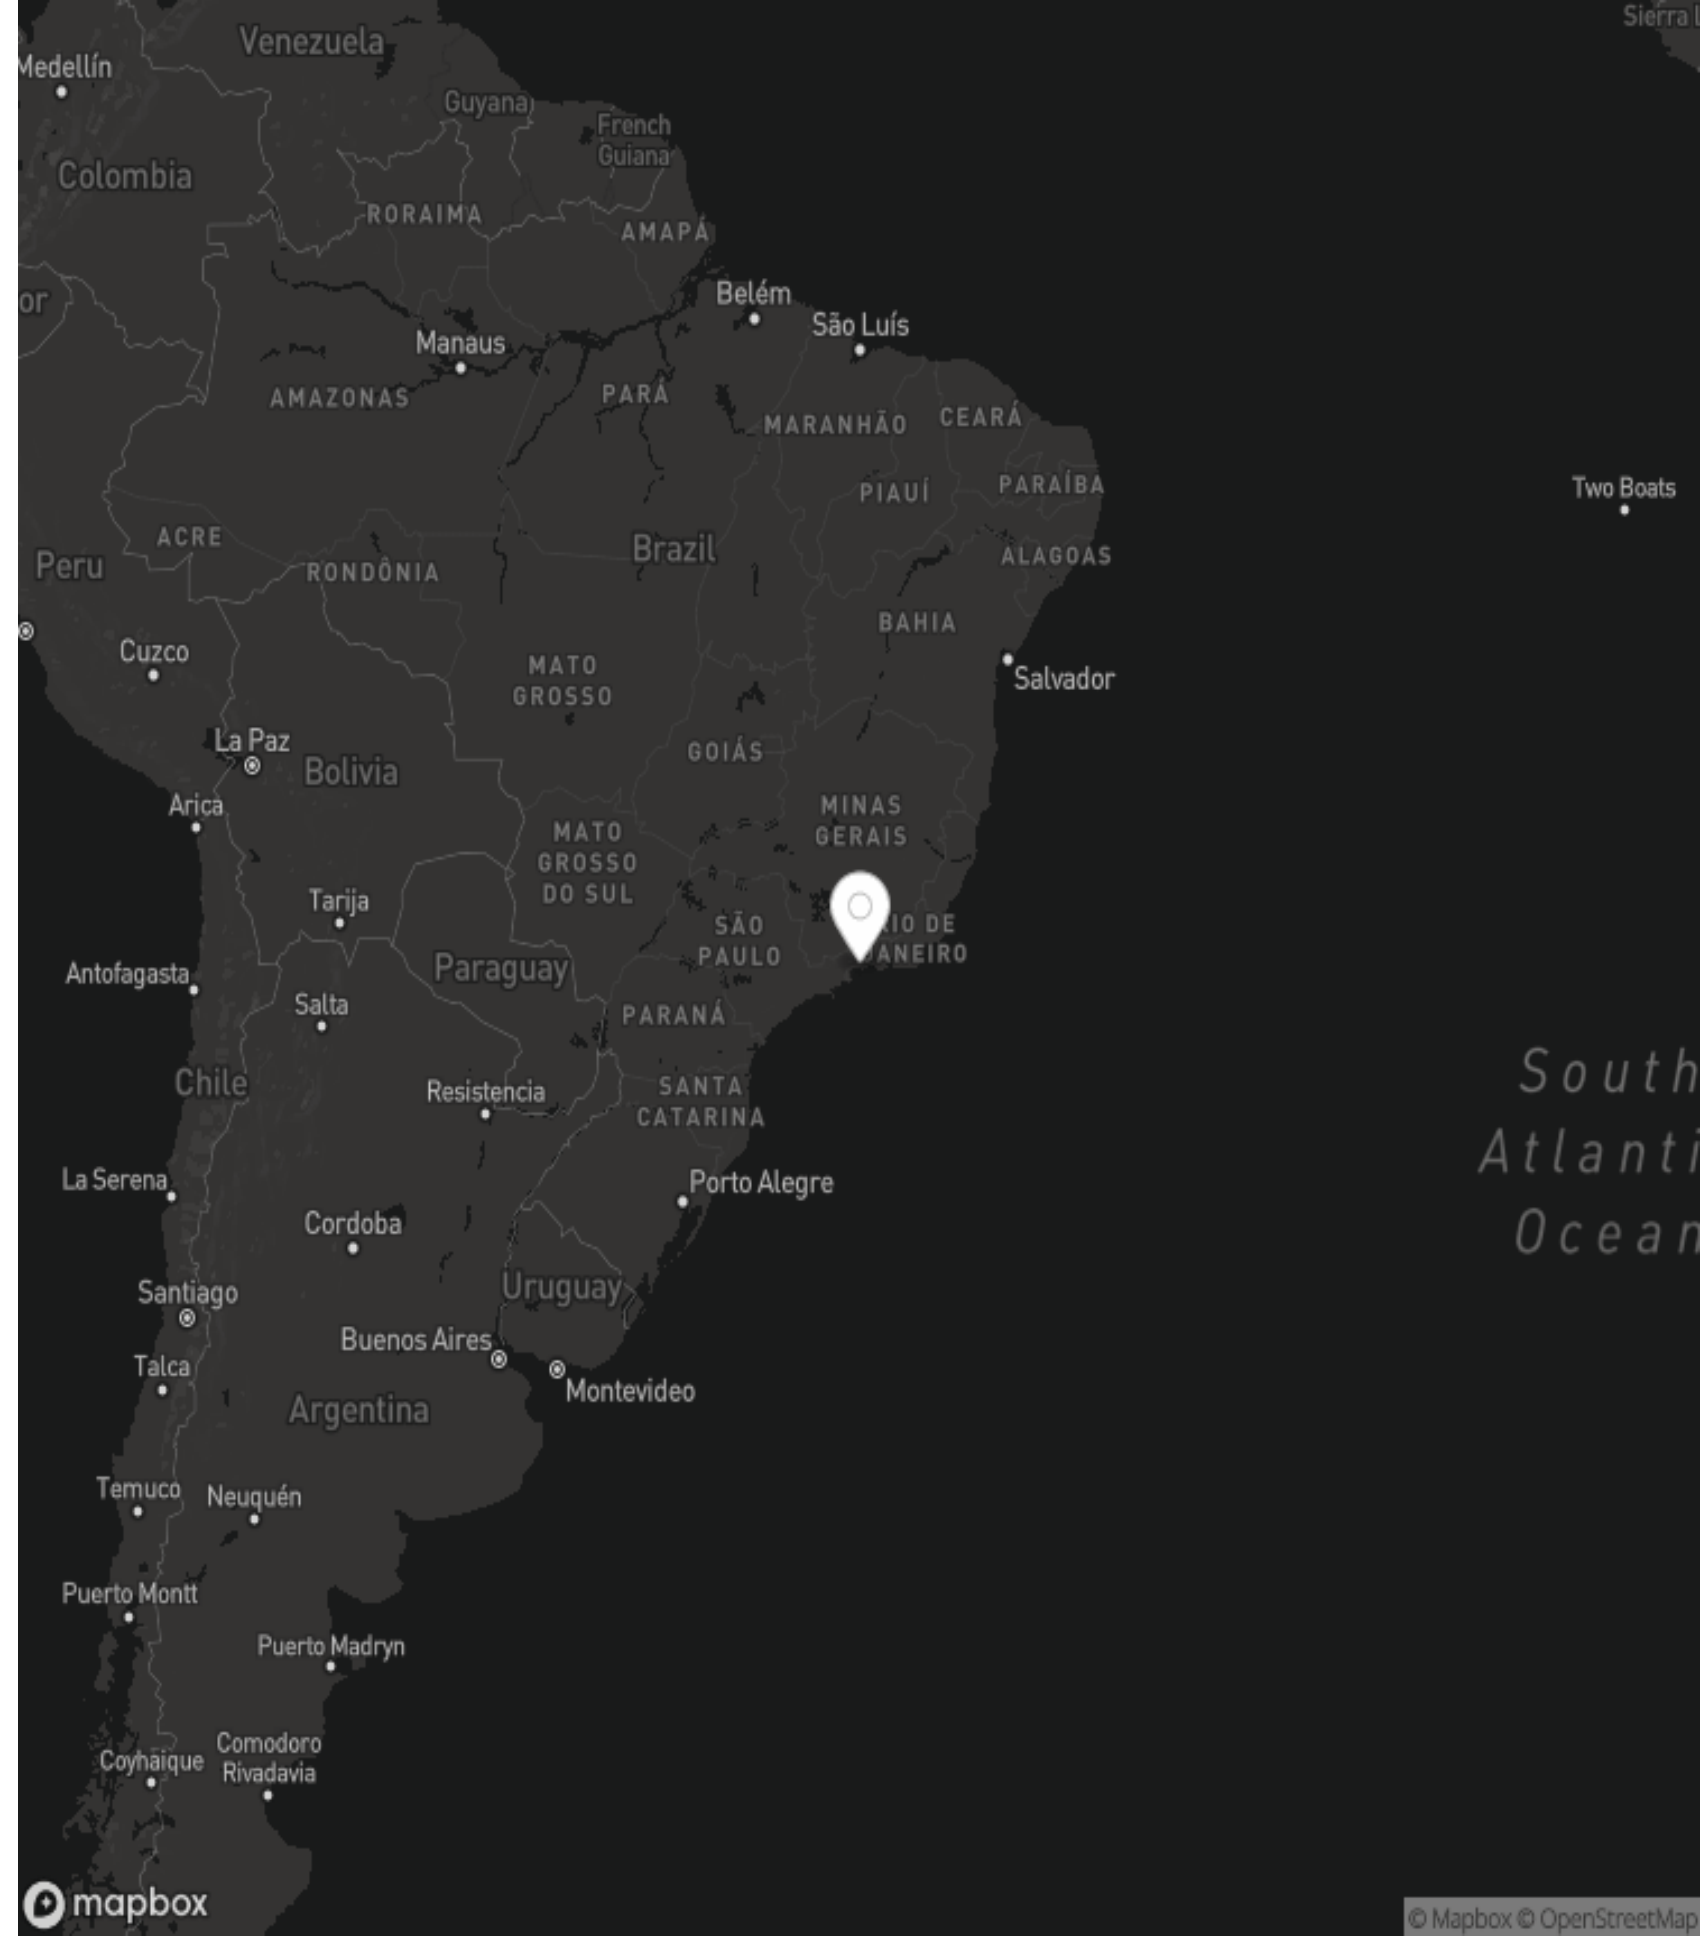 Sierra L
Venezuela
Medellín
Guyana
French
Guiana
Colombia
RORAIMA
AMAPÁ
Belém
or
São Luís
Manaus
PARÁ
AMAZONAS
CEARÁ
MARANHÃO
PARAÍBA
Two Boats
PIAUÍ
ACRE
Brazil
ALAGOAS
Peru
RONDÔNIA
BAHIA
Cuzco
MATO
GROSSO
Salvador
La Paz
GOIÁS
Bolivia
Arica
MINAS
GERAIS
MATO
GROSSO
DO SUL
Tarija
SÃO
PAULO
RIO DE
JANEIRO
Paraguay
Antofagasta
Salta
PARANÁ
South
Atlanti
Ocean
Chile
Resistencia
SANTA
CATARINA
La Serena
Porto Alegre
Cordoba
Uruguay
Santiago
Buenos Aires
Talca
Montevideo
Argentina
Temuco
Neuquén
Puerto Montt
Puerto Madryn
Comodoro
Rivadavia
Coyhaique
mapbox
© Mapbox © OpenStreetMap